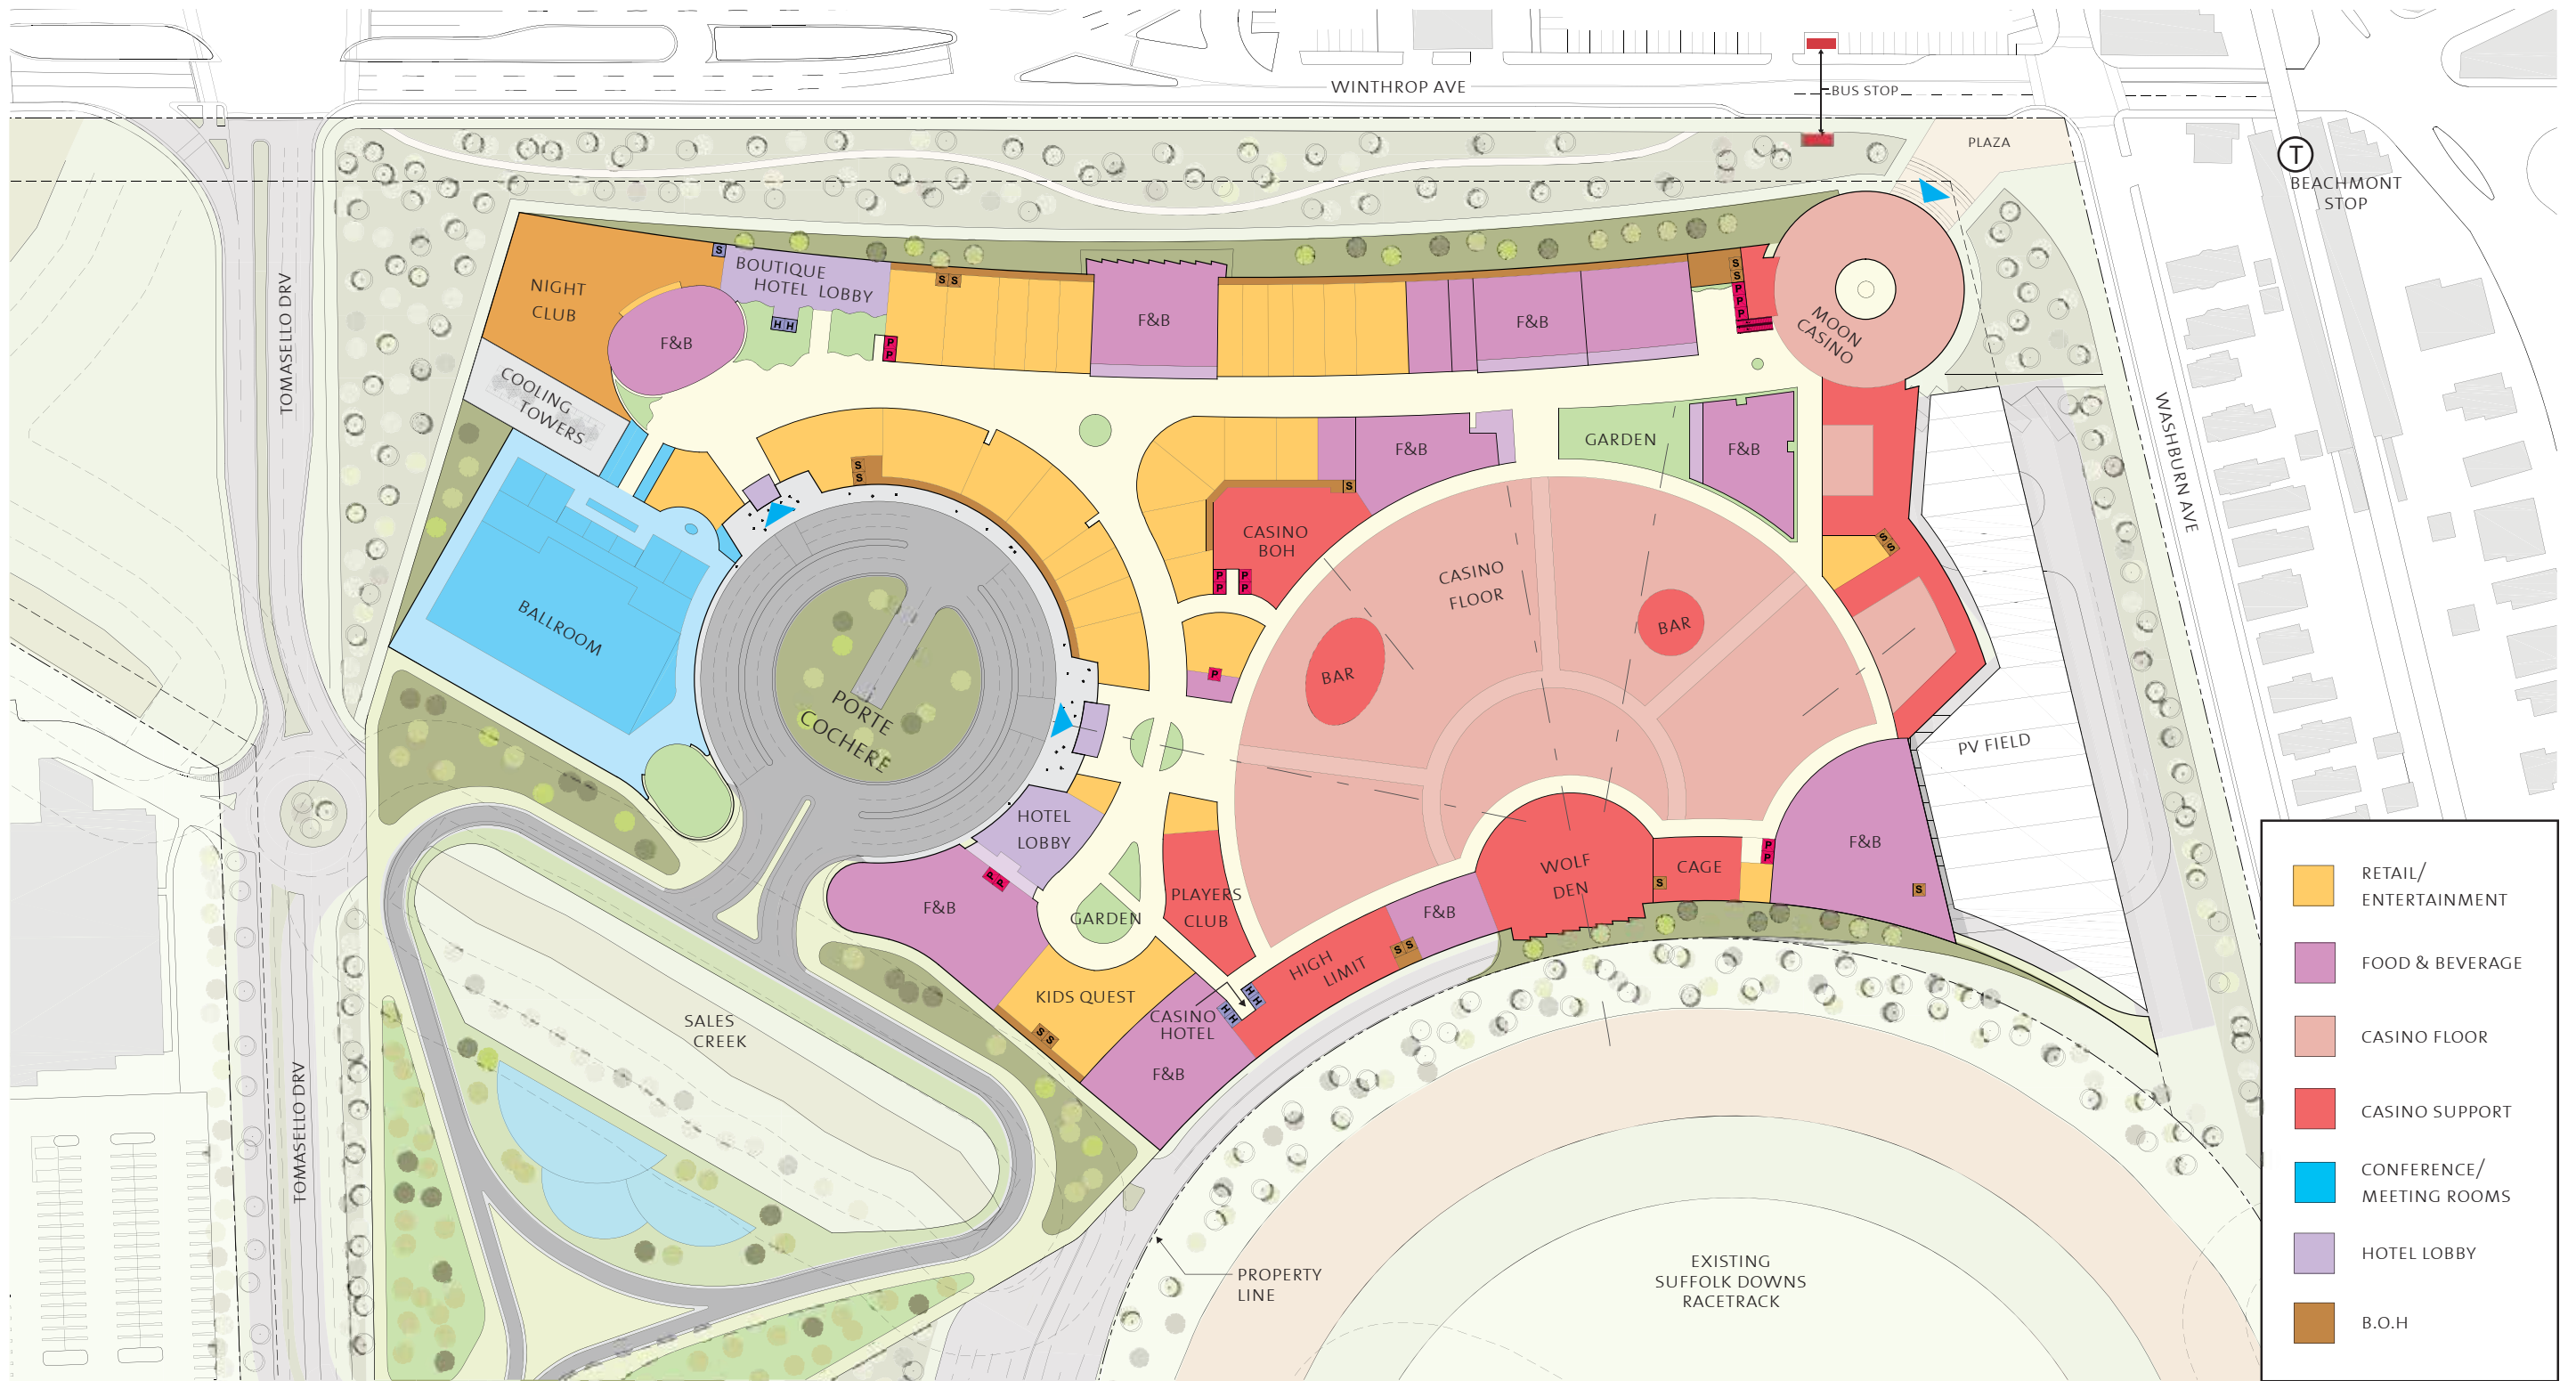 WINTHROP AVE
BUS STOP
PLAZA
T
BEACHMONT
STOP
TOMASELLO DRV
NIGHT
CLUB
S
BOUTIQUE
HOTEL LOBBY
H H
F&B
S S
P
P
F&B
F&B
S
S
P
P
P
MOON
CASINO
COOLING
TOWERS
WASHBURN AVE
S
S
F&B
GARDEN
F&B
S
CASINO
BOH
P P
P P
CASINO
FLOOR
S S
BALLROOM
BAR
BAR
P
PORTE
COCHERE
PV FIELD
HOTEL
LOBBY
P P
F&B
GARDEN
PLAYERS
CLUB
WOLF
DEN
CAGE
S
P
P
F&B
S
F&B
S S
HIGH
LIMIT
KIDS QUEST
S S
CASINO
HOTEL
H H
H H
F&B
SALES
CREEK
TOMASELLO DRV
PROPERTY
LINE
EXISTING
SUFFOLK DOWNS
RACETRACK
RETAIL/
ENTERTAINMENT
FOOD & BEVERAGE
CASINO FLOOR
CASINO SUPPORT
CONFERENCE/
MEETING ROOMS
HOTEL LOBBY
B.O.H